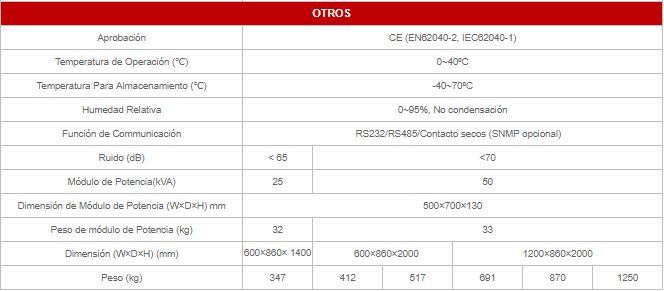 OTROS
Aprobación CE (EN62040-2, IEC62040-1)
Temperatura de Operación (℃) 0~40ºC
Temperatura Para Almacenamiento (℃) -40~70ºC
Humedad Relativa 0~95%, No condensación
Función de Communicación RS232/RS485/Contacto secos (SNMP opcional)
Ruido (dB) < 65 <70
Módulo de Potencia(kVA) 25 50
Dimensión de Módulo de Potencia (W×D×H) mm 500×700×130
Peso de módulo de Potencia (kg) 32 33
Dimensión (W×D×H) (mm) 600×860× 1400 600×860×2000 1200×860×2000
Peso (kg) 347 412 517 691 870 1250